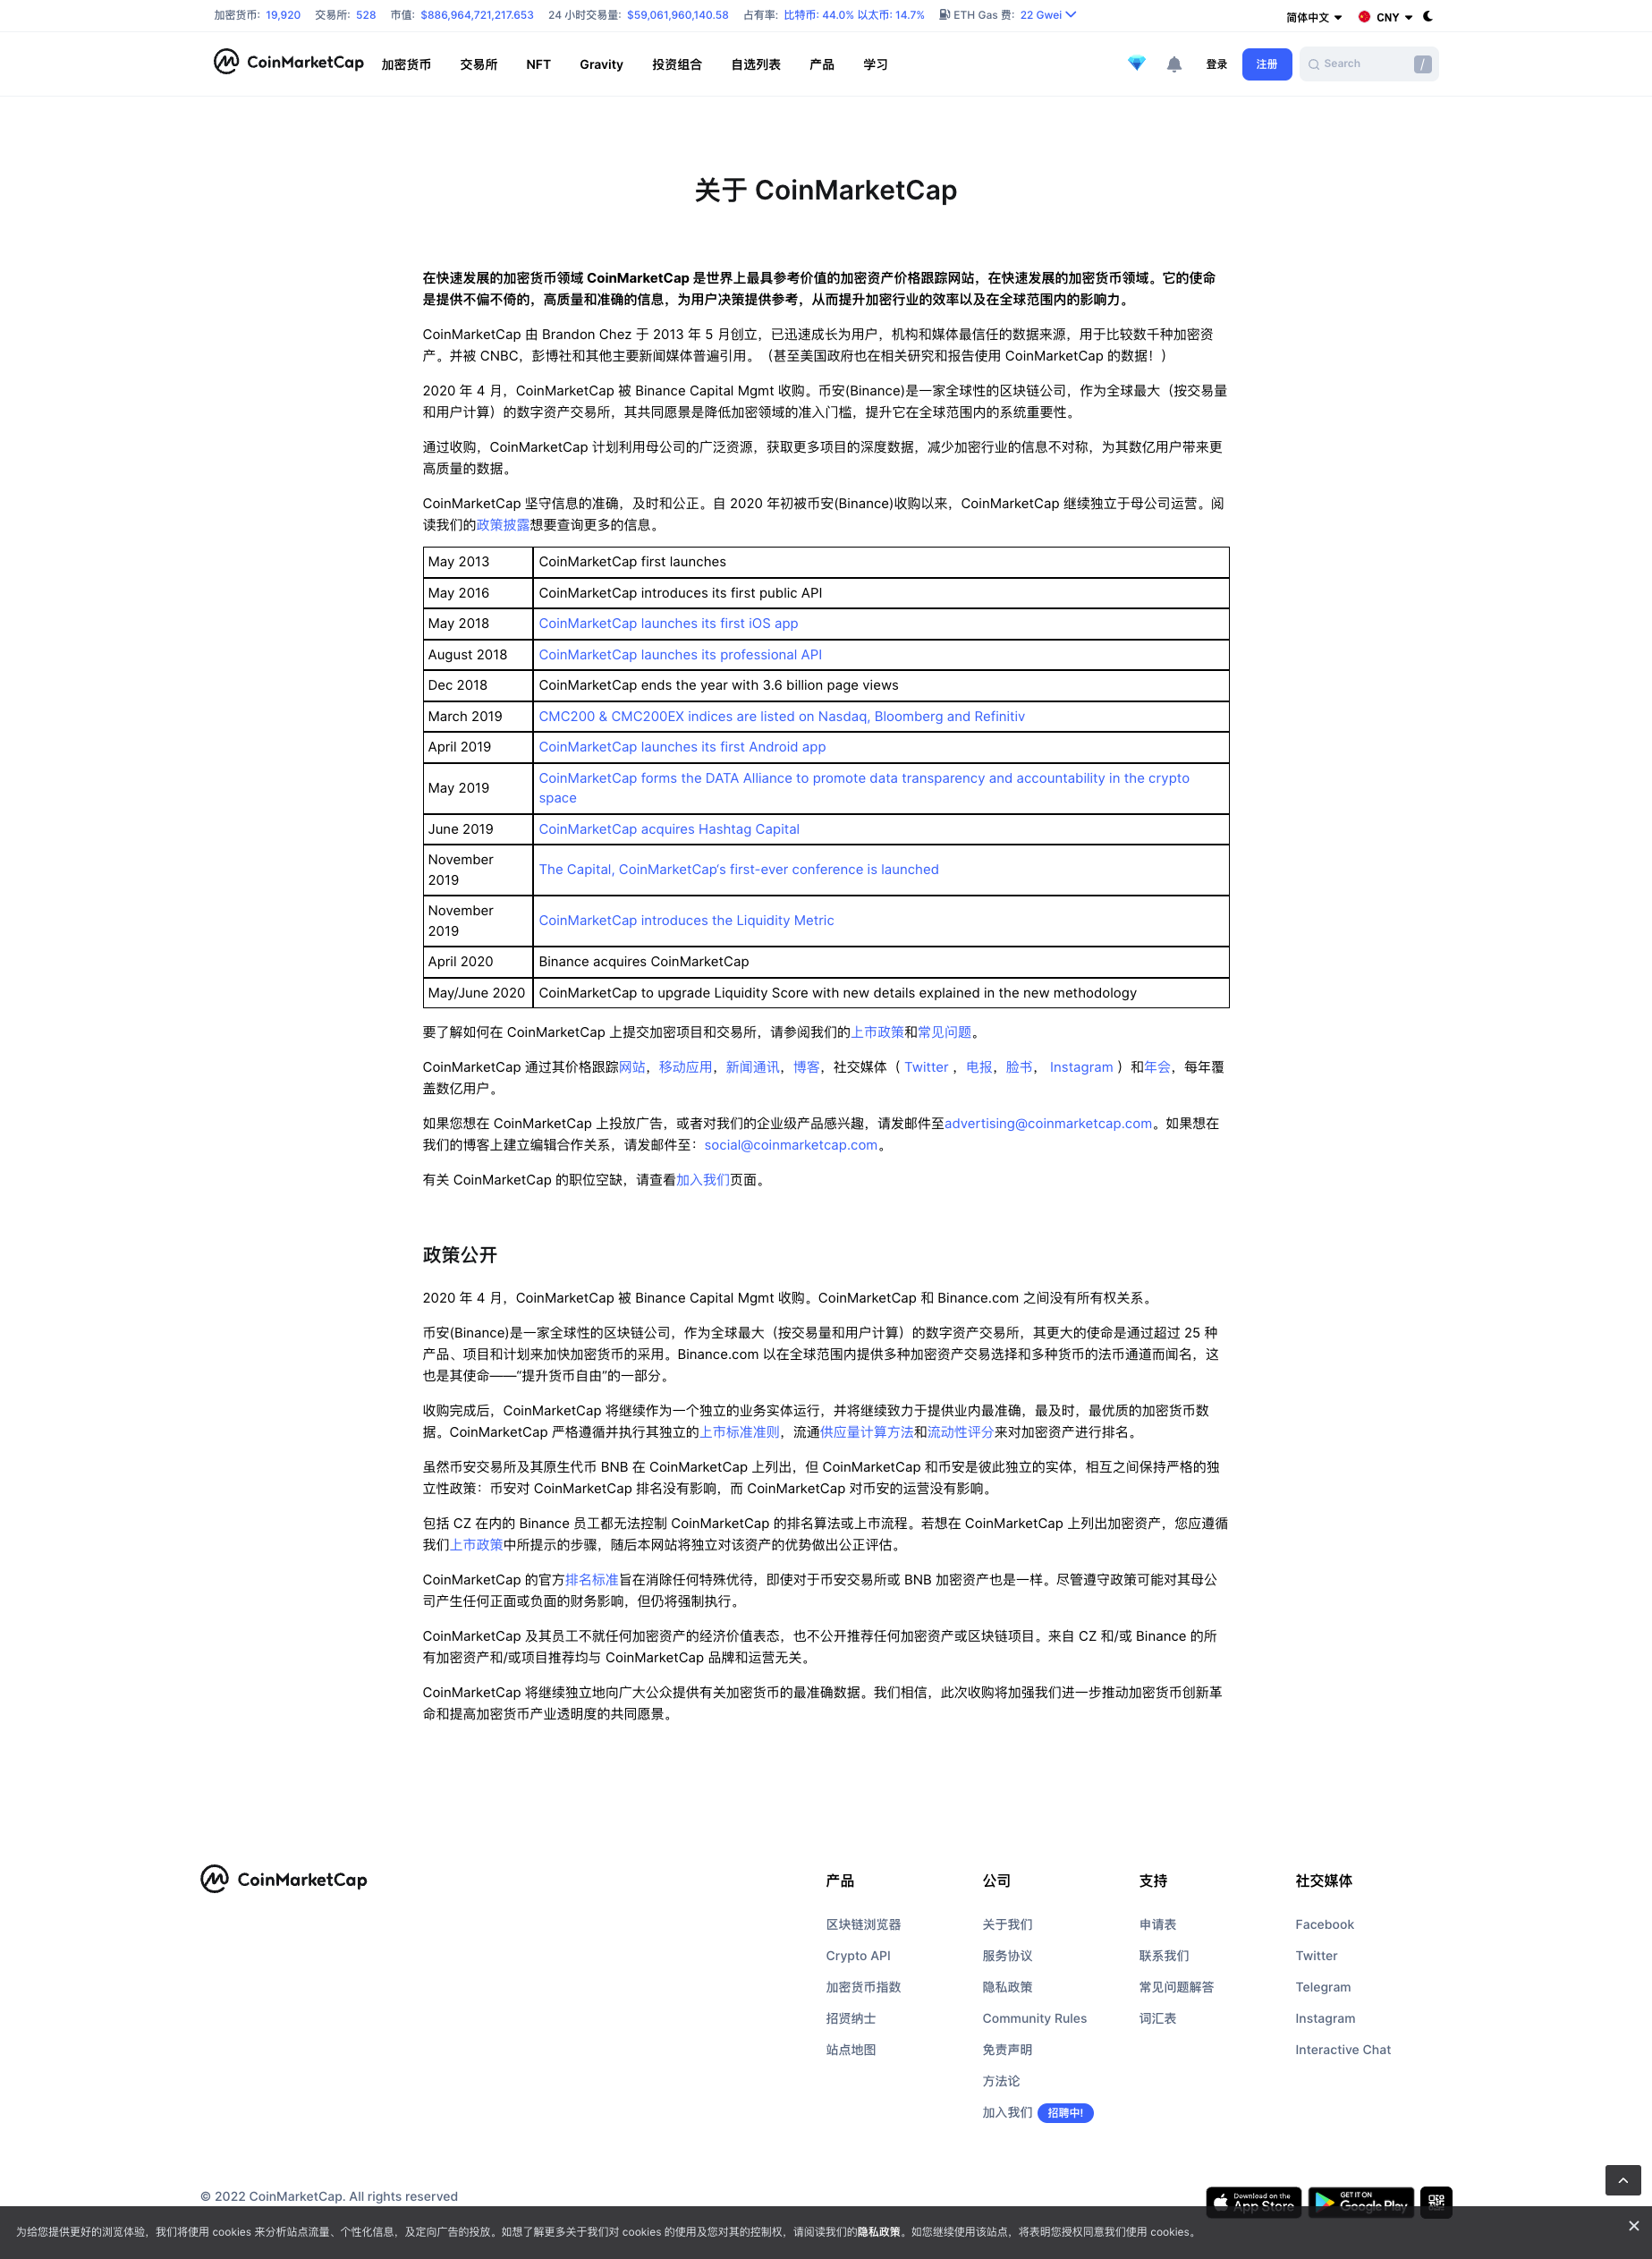 加密货币: 19,920 交易所: 528 市值: $886,964,721,217.653 24 小时交易量: $59,061,960,140.58 占有率: 比特币: 44.0% 以太币: 14.7% ETH Gas 费: 22 Gwei 简体中文 CNY
CoinMarketCap 加密货币 交易所 NFT Gravity 投资组合 自选列表 产品 学习 登录 注册 Search /
关于 CoinMarketCap
在快速发展的加密货币领域 CoinMarketCap 是世界上最具参考价值的加密资产价格跟踪网站，在快速发展的加密货币领域。它的使命
是提供不偏不倚的，高质量和准确的信息，为用户决策提供参考，从而提升加密行业的效率以及在全球范围内的影响力。
CoinMarketCap 由 Brandon Chez 于 2013 年 5 月创立，已迅速成长为用户，机构和媒体最信任的数据来源，用于比较数千种加密资
产。并被 CNBC，彭博社和其他主要新闻媒体普遍引用。（甚至美国政府也在相关研究和报告使用 CoinMarketCap 的数据！）
2020 年 4 月，CoinMarketCap 被 Binance Capital Mgmt 收购。币安(Binance)是一家全球性的区块链公司，作为全球最大（按交易量
和用户计算）的数字资产交易所，其共同愿景是降低加密领域的准入门槛，提升它在全球范围内的系统重要性。
通过收购，CoinMarketCap 计划利用母公司的广泛资源，获取更多项目的深度数据，减少加密行业的信息不对称，为其数亿用户带来更
高质量的数据。
CoinMarketCap 坚守信息的准确，及时和公正。自 2020 年初被币安(Binance)收购以来，CoinMarketCap 继续独立于母公司运营。阅
读我们的政策披露想要查询更多的信息。
May 2013 CoinMarketCap first launches
May 2016 CoinMarketCap introduces its first public API
May 2018 CoinMarketCap launches its first iOS app
August 2018 CoinMarketCap launches its professional API
Dec 2018 CoinMarketCap ends the year with 3.6 billion page views
March 2019 CMC200 & CMC200EX indices are listed on Nasdaq, Bloomberg and Refinitiv
April 2019 CoinMarketCap launches its first Android app
May 2019 CoinMarketCap forms the DATA Alliance to promote data transparency and accountability in the crypto
space
June 2019 CoinMarketCap acquires Hashtag Capital
November
2019 The Capital, CoinMarketCap's first-ever conference is launched
November
2019 CoinMarketCap introduces the Liquidity Metric
April 2020 Binance acquires CoinMarketCap
May/June 2020 CoinMarketCap to upgrade Liquidity Score with new details explained in the new methodology
要了解如何在 CoinMarketCap 上提交加密项目和交易所，请参阅我们的上市政策和常见问题。
CoinMarketCap 通过其价格跟踪网站，移动应用，新闻通讯，博客，社交媒体（ Twitter ，电报，脸书， Instagram ）和年会，每年覆
盖数亿用户。
如果您想在 CoinMarketCap 上投放广告，或者对我们的企业级产品感兴趣，请发邮件至advertising@coinmarketcap.com。如果想在
我们的博客上建立编辑合作关系，请发邮件至：social@coinmarketcap.com。
有关 CoinMarketCap 的职位空缺，请查看加入我们页面。
政策公开
2020 年 4 月，CoinMarketCap 被 Binance Capital Mgmt 收购。CoinMarketCap 和 Binance.com 之间没有所有权关系。
币安(Binance)是一家全球性的区块链公司，作为全球最大（按交易量和用户计算）的数字资产交易所，其更大的使命是通过超过 25 种
产品、项目和计划来加快加密货币的采用。Binance.com 以在全球范围内提供多种加密资产交易选择和多种货币的法币通道而闻名，这
也是其使命——“提升货币自由”的一部分。
收购完成后，CoinMarketCap 将继续作为一个独立的业务实体运行，并将继续致力于提供业内最准确，最及时，最优质的加密货币数
据。CoinMarketCap 严格遵循并执行其独立的上市标准准则，流通供应量计算方法和流动性评分来对加密资产进行排名。
虽然币安交易所及其原生代币 BNB 在 CoinMarketCap 上列出，但 CoinMarketCap 和币安是彼此独立的实体，相互之间保持严格的独
立性政策：币安对 CoinMarketCap 排名没有影响，而 CoinMarketCap 对币安的运营没有影响。
包括 CZ 在内的 Binance 员工都无法控制 CoinMarketCap 的排名算法或上市流程。若想在 CoinMarketCap 上列出加密资产，您应遵循
我们上市政策中所提示的步骤，随后本网站将独立对该资产的优势做出公正评估。
CoinMarketCap 的官方排名标准旨在消除任何特殊优待，即使对于币安交易所或 BNB 加密资产也是一样。尽管遵守政策可能对其母公
司产生任何正面或负面的财务影响，但仍将强制执行。
CoinMarketCap 及其员工不就任何加密资产的经济价值表态，也不公开推荐任何加密资产或区块链项目。来自 CZ 和/或 Binance 的所
有加密资产和/或项目推荐均与 CoinMarketCap 品牌和运营无关。
CoinMarketCap 将继续独立地向广大公众提供有关加密货币的最准确数据。我们相信，此次收购将加强我们进一步推动加密货币创新革
命和提高加密货币产业透明度的共同愿景。
CoinMarketCap
产品
区块链浏览器
Crypto API
加密货币指数
招贤纳士
站点地图
公司
关于我们
服务协议
隐私政策
Community Rules
免责声明
方法论
加入我们 招聘中!
支持
申请表
联系我们
常见问题解答
词汇表
社交媒体
Facebook
Twitter
Telegram
Instagram
Interactive Chat
© 2022 CoinMarketCap. All rights reserved
Download on the
App Store
GET IT ON
Google Play
为给您提供更好的浏览体验，我们将使用 cookies 来分析站点流量、个性化信息，及定向广告的投放。如想了解更多关于我们对 cookies 的使用及您对其的控制权，请阅读我们的隐私政策。如您继续使用该站点，将表明您授权同意我们使用 cookies。